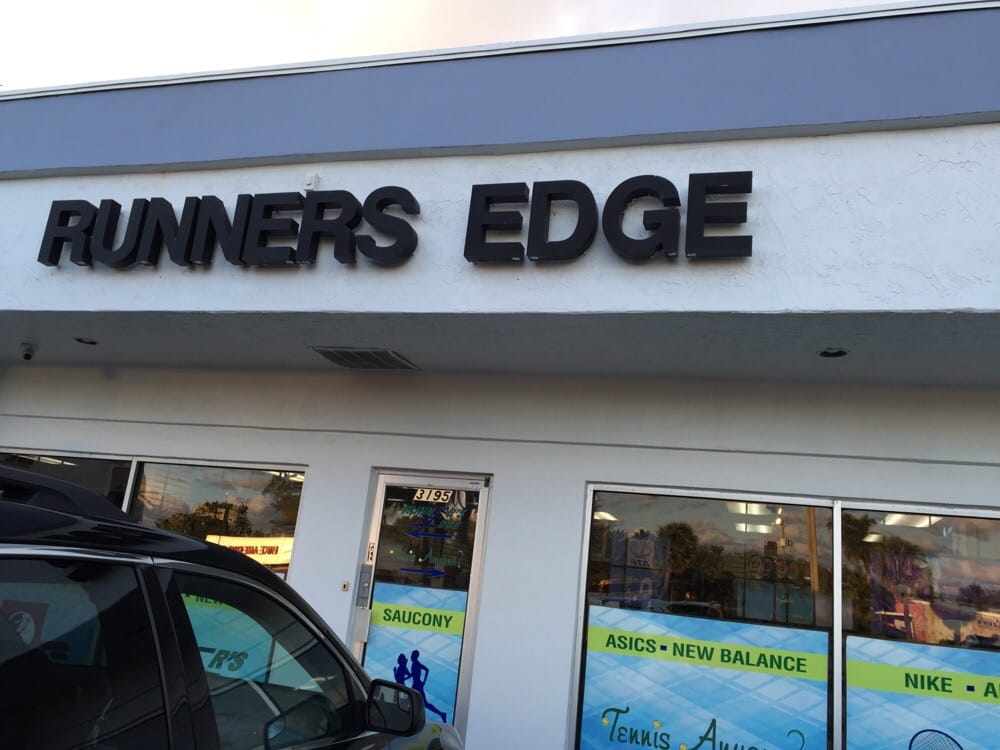 RUNNERS EDGE
3195
SAUCONY
ASICS ▪ NEW BALANCE
NIKE ▪
Tennis
R'S